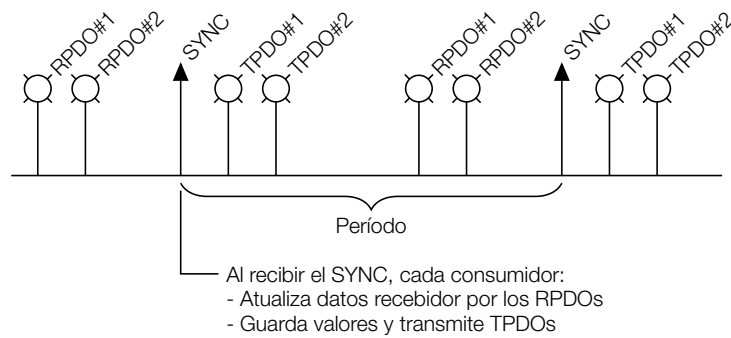 RPDO#1
RPDO#2
SYNC
TPDO#1
TPDO#2
RPDO#1
RPDO#2
SYNC
TPDO#1
TPDO#2
Período
Al recibir el SYNC, cada consumidor:
- Atualiza datos recebidor por los RPDOs
- Guarda valores y transmite TPDOs